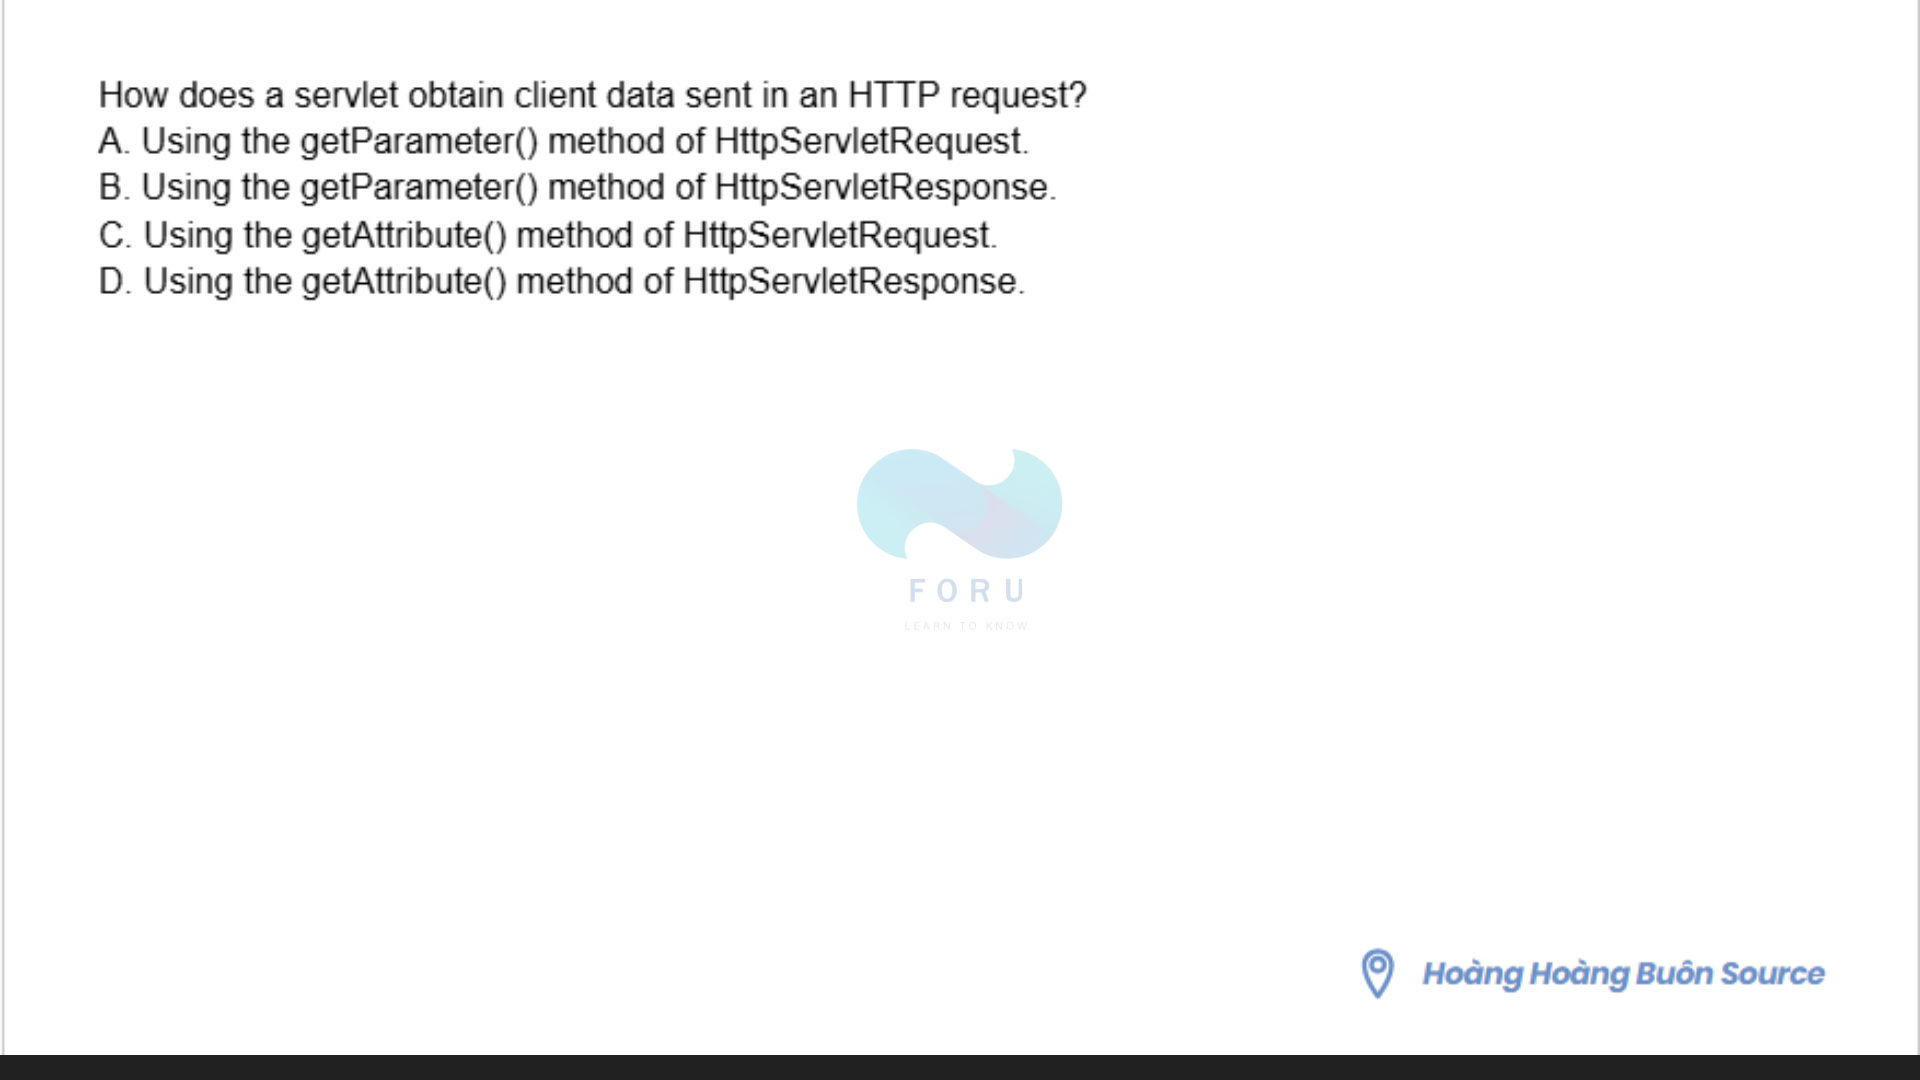 How does a servlet obtain client data sent in an HTTP request?
A. Using the getParameter() method of HttpServletRequest.
B. Using the getParameter() method of HttpServletResponse.
C. Using the getAttribute() method of HttpServletRequest.
D. Using the getAttribute() method of HttpServletResponse.
FORU
LEARN TO KNOW
Hoàng Hoàng Buôn Source